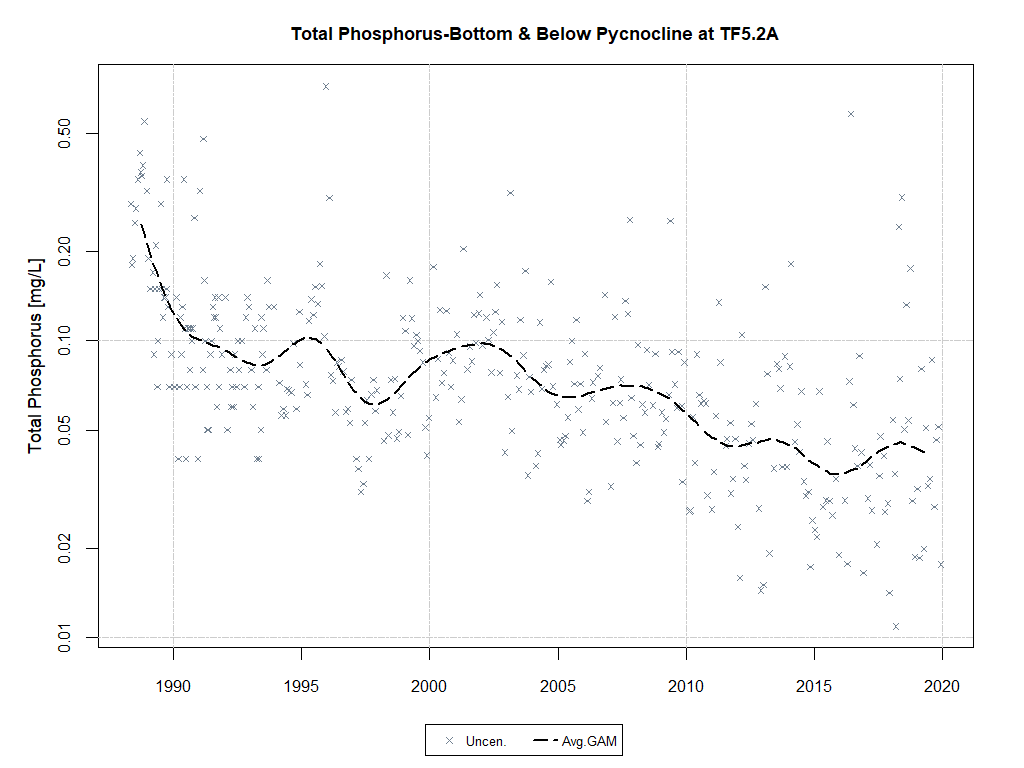 Total Phosphorus-Bottom & Below Pycnocline at TF5.2A
Total Phosphorus [mg/L]
0.50
0.20
0.10
0.05
0.02
0.01
1990 1995 2000 2005 2010 2015 2020
Uncen. Avg.GAM